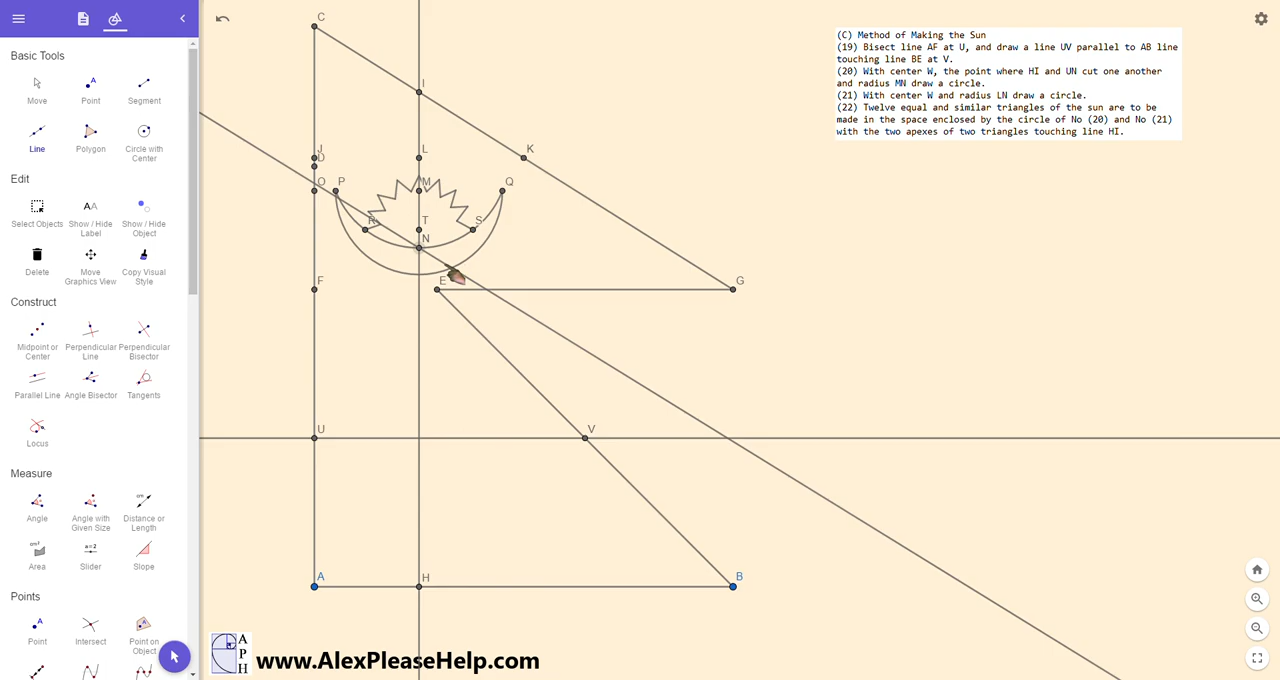 Basic Tools
Move
Point
Segment
Line
Polygon
Circle with
Center
Edit
Select Objects
Show / Hide
Label
Show / Hide
Object
Delete
Move
Graphics View
Copy Visual
Style
Construct
Midpoint or
Center
Perpendicular
Line
Perpendicular
Bisector
Parallel Line
Angle Bisector
Tangents
Locus
Measure
Angle
Angle with
Given Size
Distance or
Length
Area
Slider
Slope
Points
Point
Intersect
Point on
Object
C
I
J
D
L
K
O
P
M
Q
R
T
S
N
F
E
G
U
V
A
H
B
(C) Method of Making the Sun
(19) Bisect line AF at U, and draw a line UV parallel to AB line
touching line BE at V.
(20) With center W, the point where HI and UN cut one another
and radius MN draw a circle.
(21) With center W and radius LN draw a circle.
(22) Twelve equal and similar triangles of the sun are to be
made in the space enclosed by the circle of No (20) and No (21)
with the two apexes of two triangles touching line HI.
A
P
H
www.AlexPleaseHelp.com